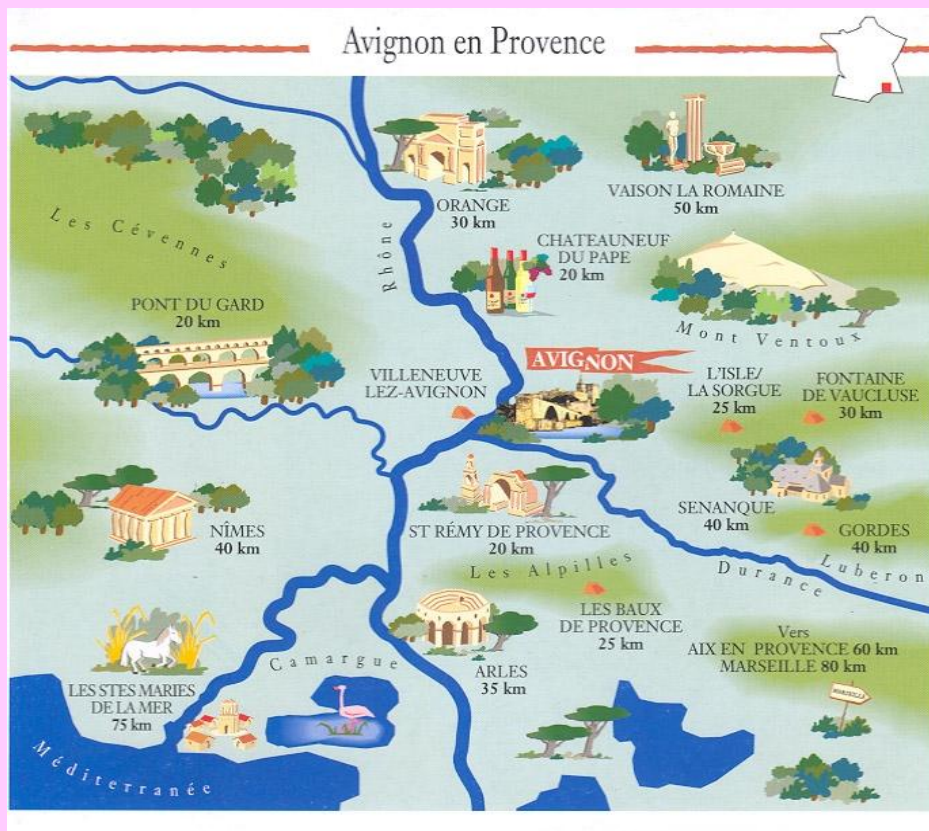 Avignon en Provence
ORANGE
30 km
VAISON LA ROMAINE
50 km
Les Cévennes
Rhône
CHATEAUNEUF
DU PAPE
20 km
PONT DU GARD
20 km
Mont Ventoux
VILLENEUVE
LEZ-AVIGNON
AVIGNON
L'ISLE/
LA SORGUE
25 km
FONTAINE
DE VAUCLUSE
30 km
NÎMES
40 km
ST RÉMY DE PROVENCE
20 km
SENANQUE
40 km
GORDES
40 km
Les Alpilles
Durance
Luberon
LES BAUX
DE PROVENCE
25 km
Vers
AIX EN PROVENCE 60 km
MARSEILLE 80 km
MARSEILLE
Camargue
ARLES
35 km
LES STES MARIES
DE LA MER
75 km
Méditerranée